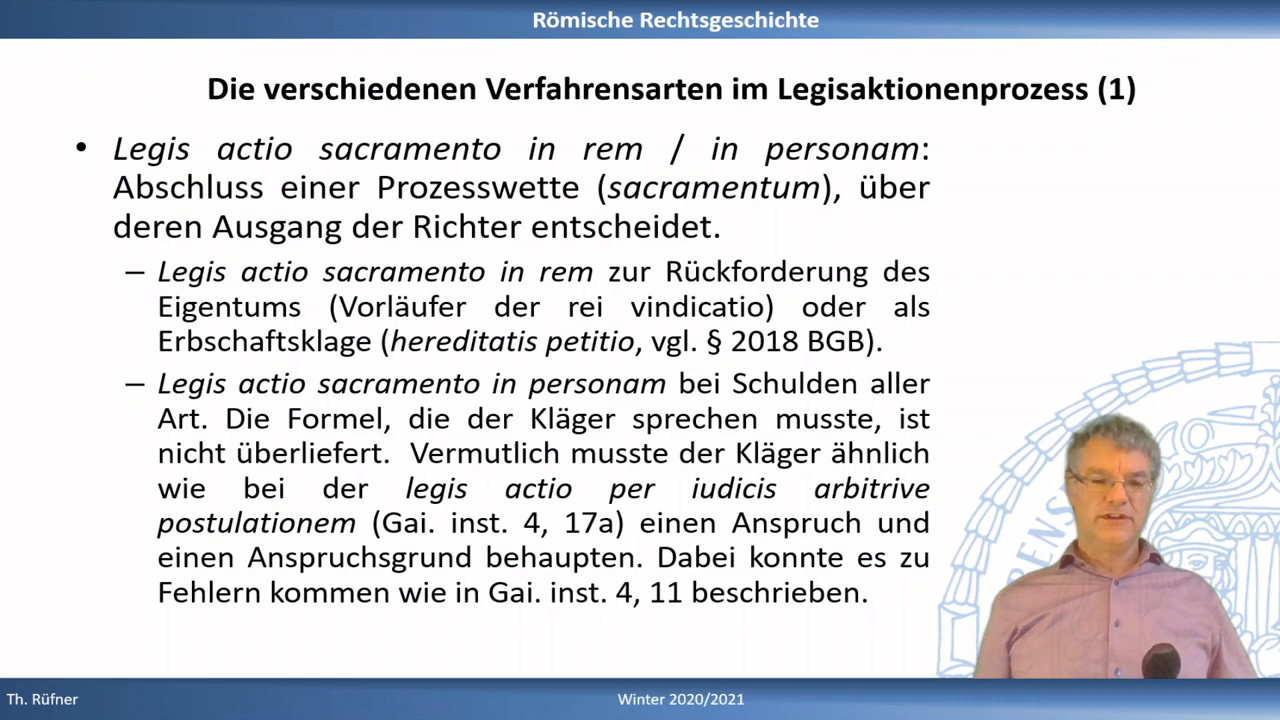 Römische Rechtsgeschichte
Die verschiedenen Verfahrensarten im Legisaktionenprozess (1)
• Legis actio sacramento in rem / in personam:
Abschluss einer Prozesswette (sacramentum), über
deren Ausgang der Richter entscheidet.
– Legis actio sacramento in rem zur Rückforderung des
Eigentums (Vorläufer der rei vindicatio) oder als
Erbschaftsklage (hereditatis petitio, vgl. § 2018 BGB).
– Legis actio sacramento in personam bei Schulden aller
Art. Die Formel, die der Kläger sprechen musste, ist
nicht überliefert. Vermutlich musste der Kläger ähnlich
wie bei der legis actio per iudicis arbitrive
postulationem (Gai. inst. 4, 17a) einen Anspruch und
einen Anspruchsgrund behaupten. Dabei konnte es zu
Fehlern kommen wie in Gai. inst. 4, 11 beschrieben.
Th. Rüfner
Winter 2020/2021